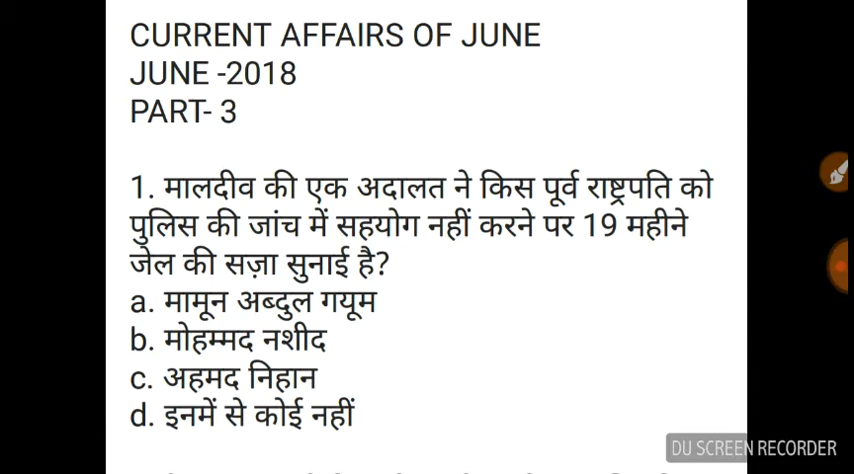 CURRENT AFFAIRS OF JUNE
JUNE -2018
PART- 3
1. मालदीव की एक अदालत ने किस पूर्व राष्ट्रपति को
पुलिस की जांच में सहयोग नहीं करने पर 19 महीने
जेल की सज़ा सुनाई है?
a. मामून अब्दुल गयूम
b. मोहम्मद नशीद
c. अहमद निहान
d. इनमें से कोई नहीं
DU SCREEN RECORDER